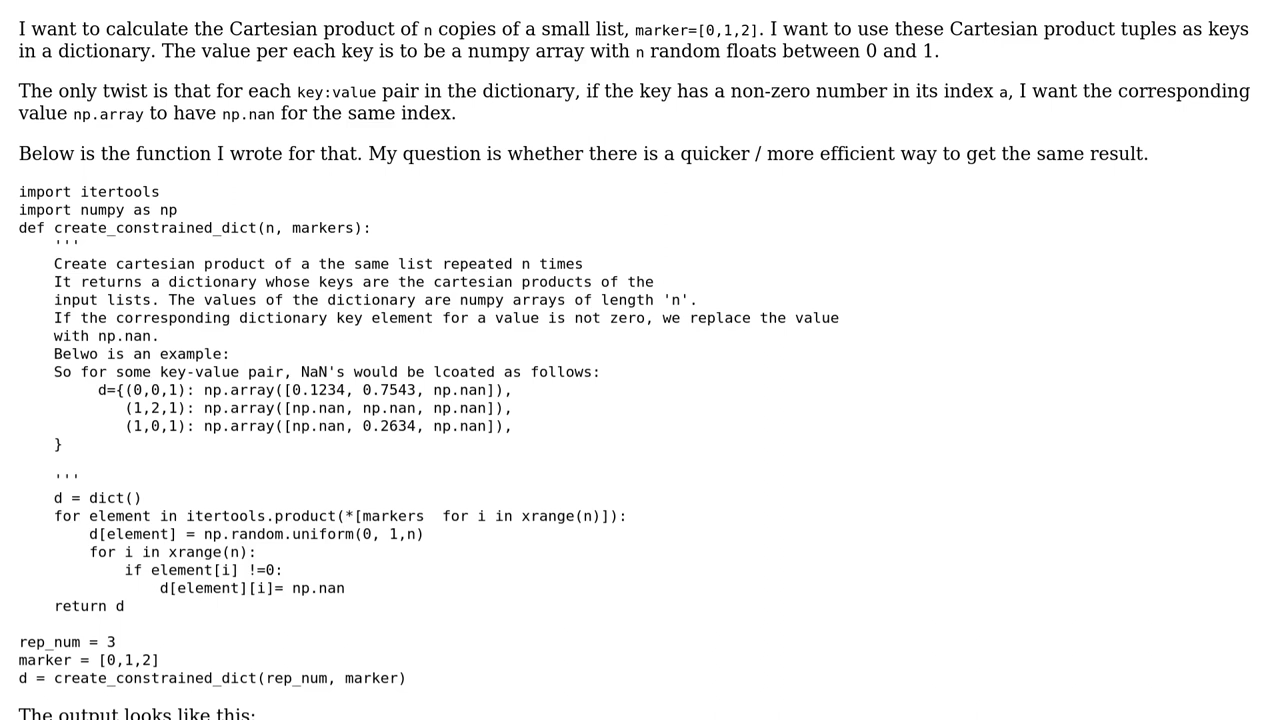 I want to calculate the Cartesian product of n copies of a small list, marker=[0,1,2]. I want to use these Cartesian product tuples as keys
in a dictionary. The value per each key is to be a numpy array with n random floats between 0 and 1.
The only twist is that for each key:value pair in the dictionary, if the key has a non-zero number in its index a, I want the corresponding
value np.array to have np.nan for the same index.
Below is the function I wrote for that. My question is whether there is a quicker / more efficient way to get the same result.
import itertools
import numpy as np
def create_constrained_dict(n, markers):
    '''
    Create cartesian product of a the same list repeated n times
    It returns a dictionary whose keys are the cartesian products of the
    input lists. The values of the dictionary are numpy arrays of length 'n'.
    If the corresponding dictionary key element for a value is not zero, we replace the value
    with np.nan.
    Belwo is an example:
    So for some key-value pair, NaN's would be lcoated as follows:
         d={(0,0,1): np.array([0.1234, 0.7543, np.nan]),
            (1,2,1): np.array([np.nan, np.nan, np.nan]),
            (1,0,1): np.array([np.nan, 0.2634, np.nan]),
    }
    '''
    d = dict()
    for element in itertools.product(*[markers  for i in xrange(n)]):
        d[element] = np.random.uniform(0, 1,n)
        for i in xrange(n):
            if element[i] !=0:
                d[element][i]= np.nan
    return d
rep_num = 3
marker = [0,1,2]
d = create_constrained_dict(rep_num, marker)
The output looks like this: